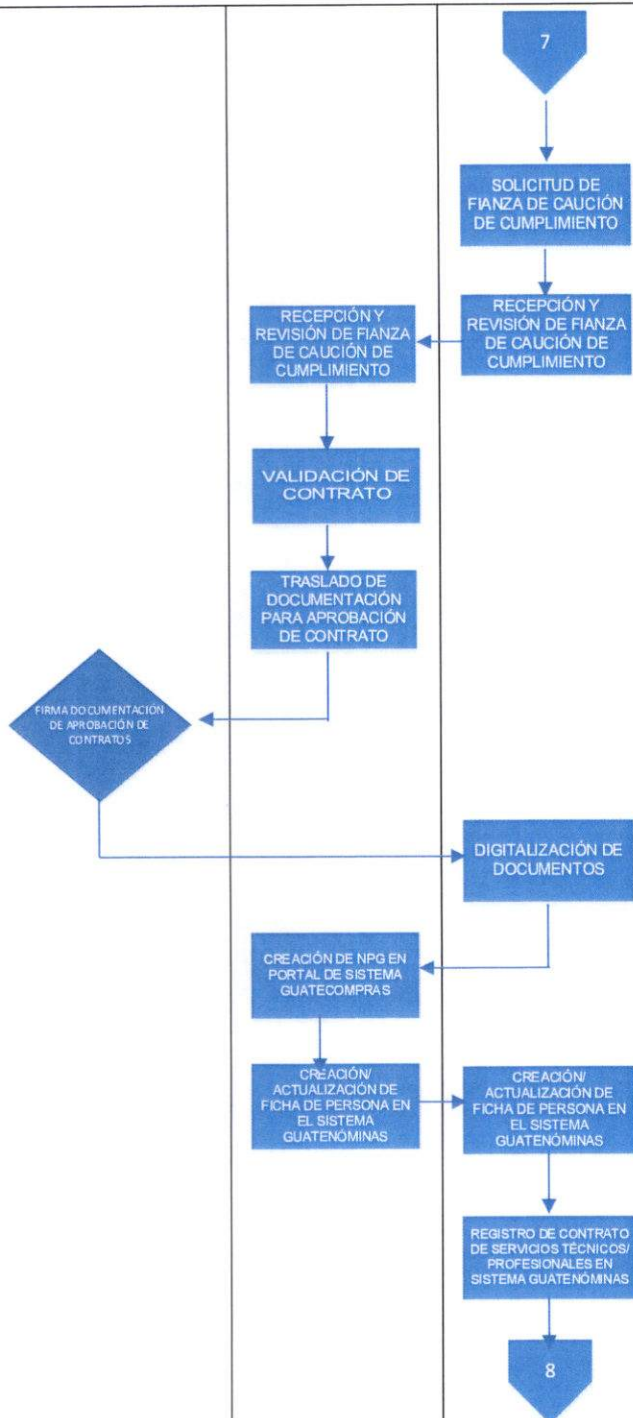 7
SOLICITUD DE
FIANZA DE CAUCIÓN
DE CUMPLIMIENTO
RECEPCIÓN Y
REVISIÓN DE FIANZA
DE CAUCIÓN DE
CUMPLIMIENTO
RECEPCIÓN Y
REVISIÓN DE FIANZA
DE CAUCIÓN DE
CUMPLIMIENTO
VALIDACIÓN DE
CONTRATO
TRASLADO DE
DOCUMENTACIÓN
PARA APROBACIÓN
DE CONTRATO
FIRMA DOCUMENTACIÓN
DE APROBACIÓN DE
CONTRATOS
DIGITALIZACIÓN DE
DOCUMENTOS
CREACIÓN DE NPG EN
PORTAL DE SISTEMA
GUATECOMPRAS
CREACIÓN/
ACTUALIZACIÓN DE
FICHA DE PERSONA EN
EL SISTEMA
GUATENÓMINAS
CREACIÓN/
ACTUALIZACIÓN DE
FICHA DE PERSONA EN
EL SISTEMA
GUATENÓMINAS
REGISTRO DE CONTRATO
DE SERVICIOS TÉCNICOS/
PROFESIONALES EN
SISTEMA GUATENÓMINAS
8